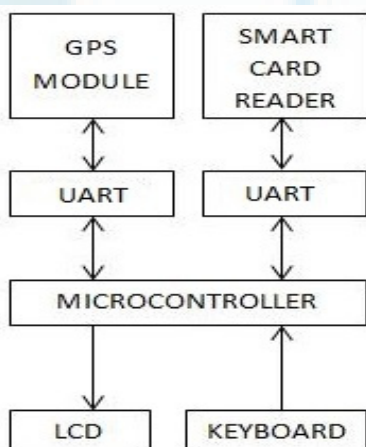 GPS
MODULE
SMART
CARD
READER
UART
UART
MICROCONTROLLER
LCD
KEYBOARD